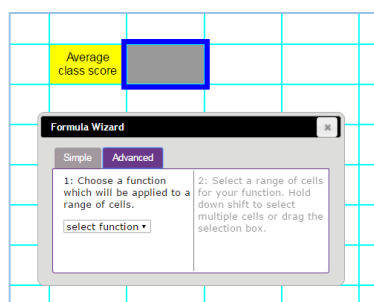 Average
class score
Formula Wizard
Simple
Advanced
1: Choose a function
which will be applied to a
range of cells.
select function
2: Select a range of cells
for your function. Hold
down shift to select
multiple cells or drag the
selection box.